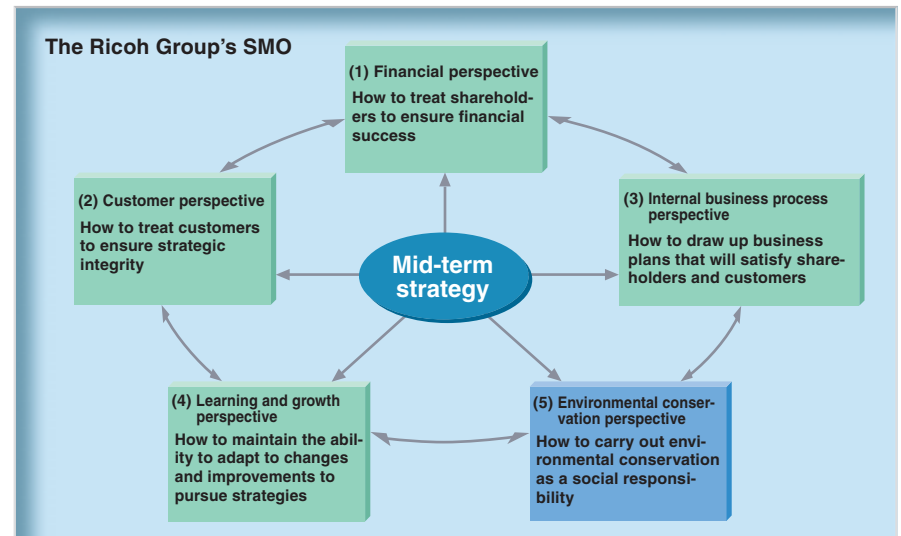 The Ricoh Group's SMO
(1) Financial perspective
How to treat sharehold-
ers to ensure financial
success
(2) Customer perspective
How to treat customers
to ensure strategic
integrity
(3) Internal business process
perspective
How to draw up business
plans that will satisfy share-
holders and customers
Mid-term
strategy
(4) Learning and growth
perspective
How to maintain the abil-
ity to adapt to changes
and improvements to
pursue strategies
(5) Environmental conser-
vation perspective
How to carry out envi-
ronmental conservation
as a social responsi-
bility